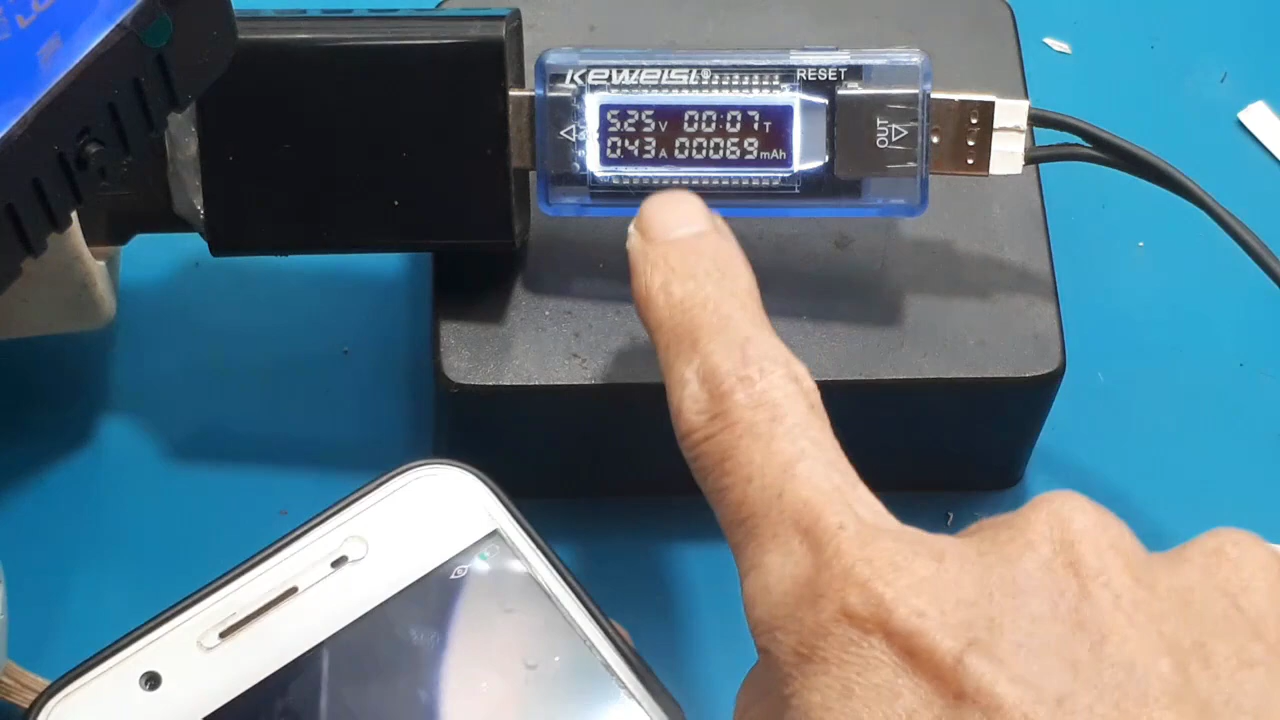 KEWEISI®
RESET
5.25V 00:07T
0.43A 00069mAh
OUT